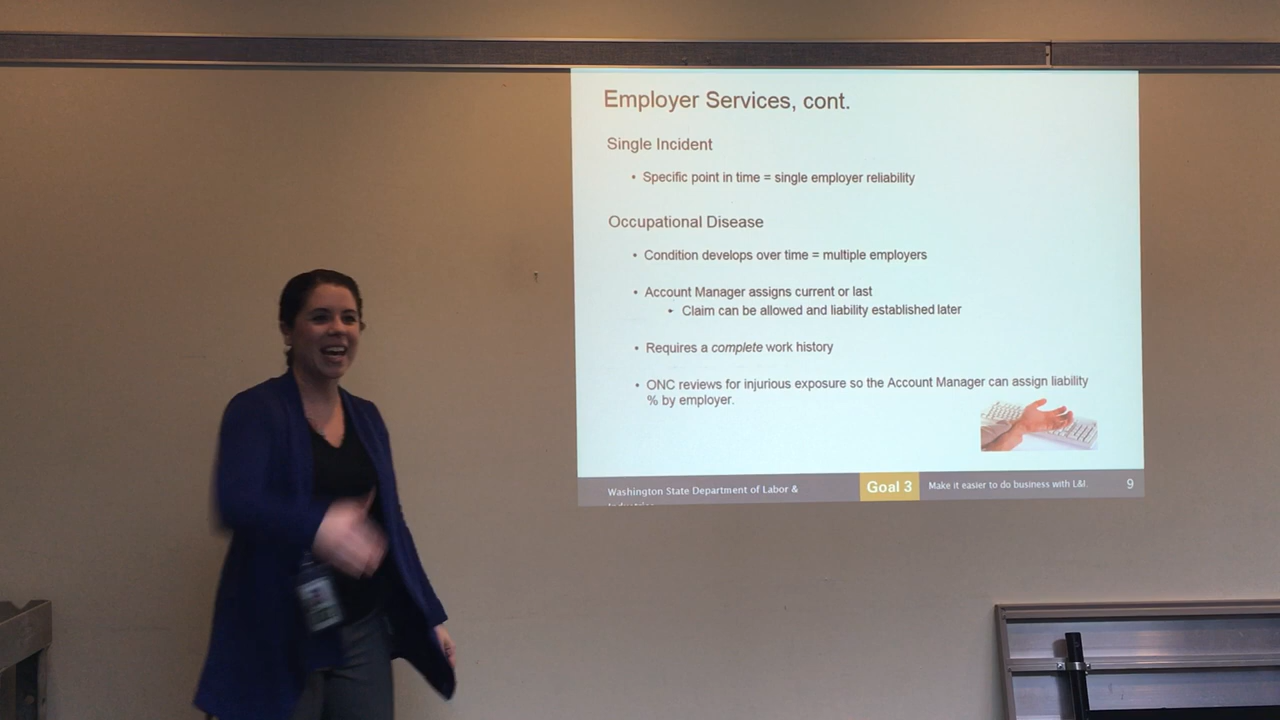 Employer Services, cont.
Single Incident
• Specific point in time = single employer reliability
Occupational Disease
• Condition develops over time = multiple employers
• Account Manager assigns current or last
• Claim can be allowed and liability established later
• Requires a complete work history
• ONC reviews for injurious exposure so the Account Manager can assign liability
% by employer.
Washington State Department of Labor &
Goal 3 Make it easier to do business with L&I. 9